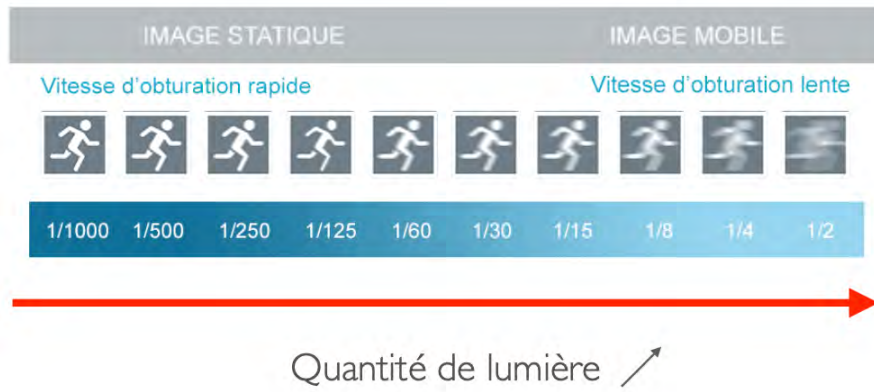 IMAGE STATIQUE IMAGE MOBILE
Vitesse d'obturation rapide Vitesse d'obturation lente
1/1000 1/500 1/250 1/125 1/60 1/30 1/15 1/8 1/4 1/2
Quantité de lumière